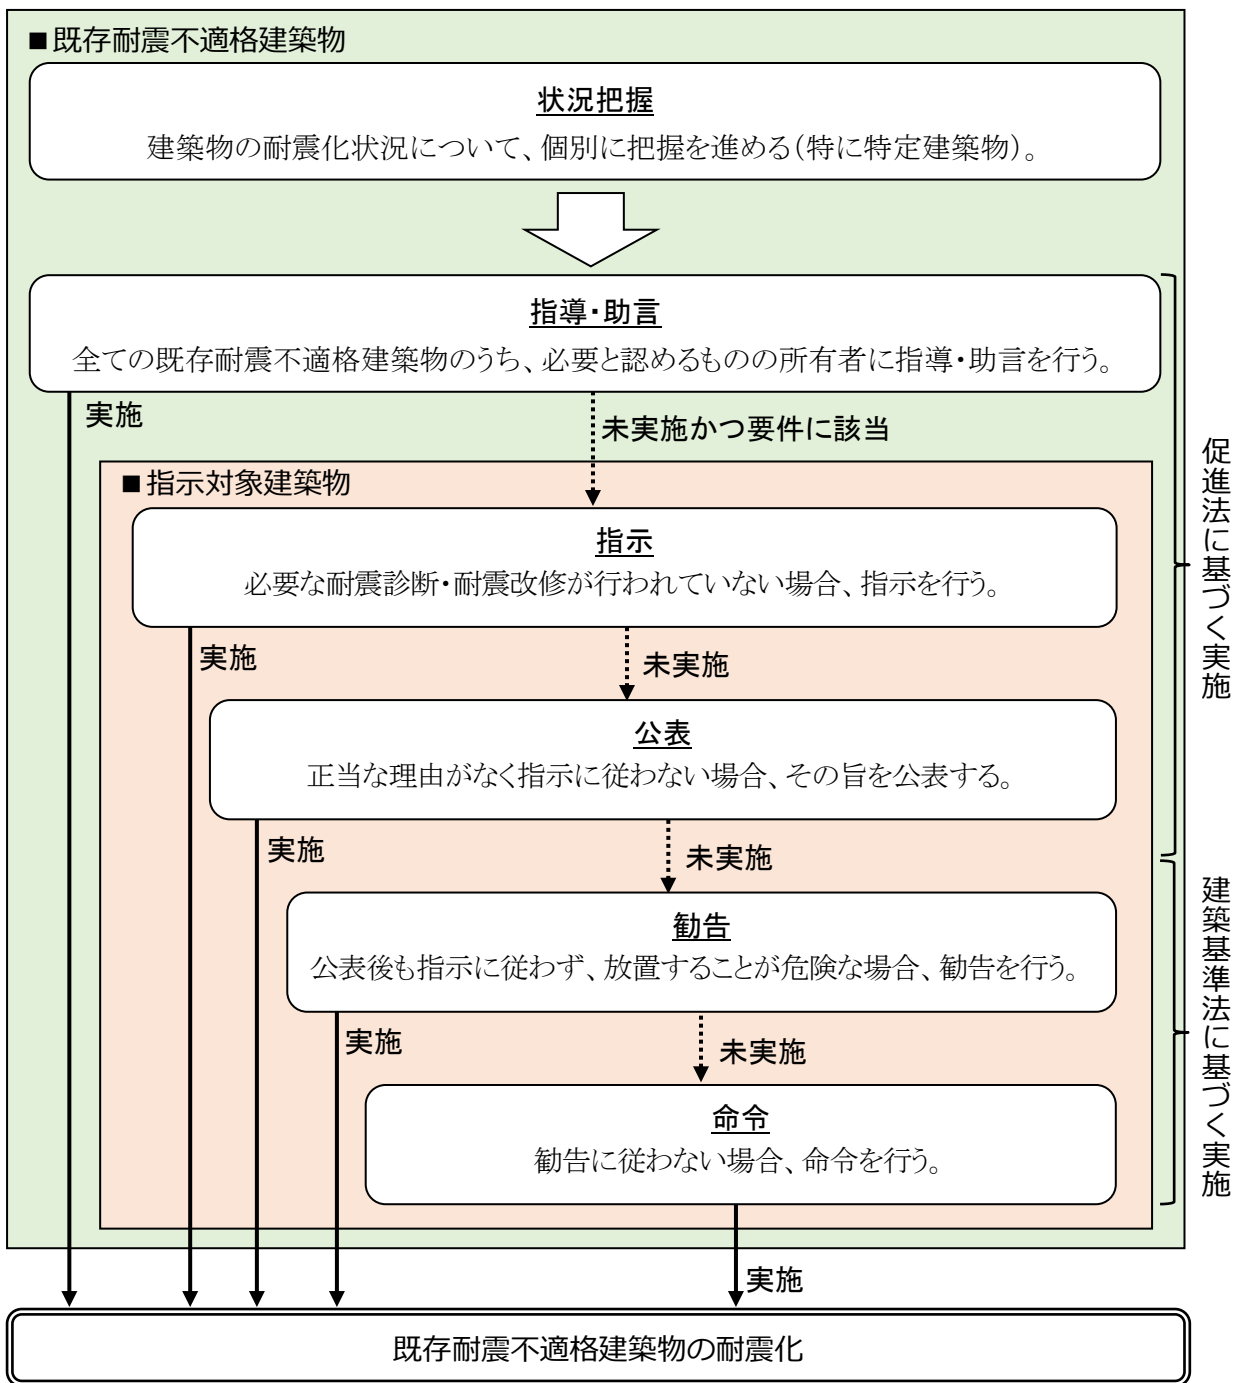 ■既存耐震不適格建築物
状況把握
建築物の耐震化状況について、個別に把握を進める(特に特定建築物)。
指導・助言
全ての既存耐震不適格建築物のうち、必要と認めるものの所有者に指導・助言を行う。
実施
未実施かつ要件に該当
■指示対象建築物
指示
必要な耐震診断・耐震改修が行われていない場合、指示を行う。
実施
未実施
公表
正当な理由がなく指示に従わない場合、その旨を公表する。
実施
未実施
促進法に基づく実施
勧告
公表後も指示に従わず、放置することが危険な場合、勧告を行う。
実施
未実施
命令
勧告に従わない場合、命令を行う。
建築基準法に基づく実施
実施
既存耐震不適格建築物の耐震化